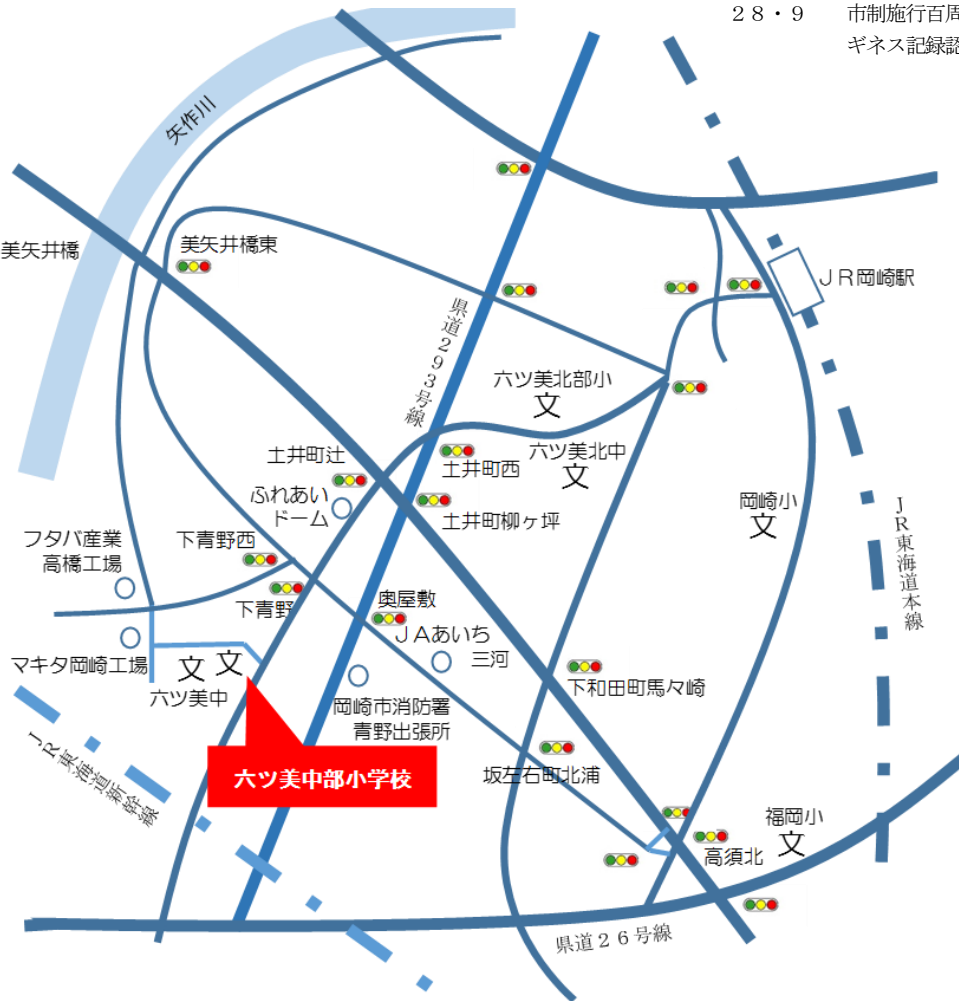 ２８・９　市制施行百周
ギネス記録認
矢作川
美矢井橋
美矢井橋東
ＪＲ岡崎駅
県道２９３号線
六ツ美北部小
文
六ツ美北中
文
土井町辻
土井町西
ふれあい
ドーム
土井町柳ヶ坪
岡崎小
文
ＪＲ東海道本線
フタバ産業
高橋工場
下青野西
下青野
奥屋敷
ＪＡあいち
三河
マキタ岡崎工場
文 文
六ツ美中
岡崎市消防署
青野出張所
下和田町馬々崎
ＪＲ東海道新幹線
六ツ美中部小学校
坂左右町北浦
福岡小
文
高須北
県道２６号線